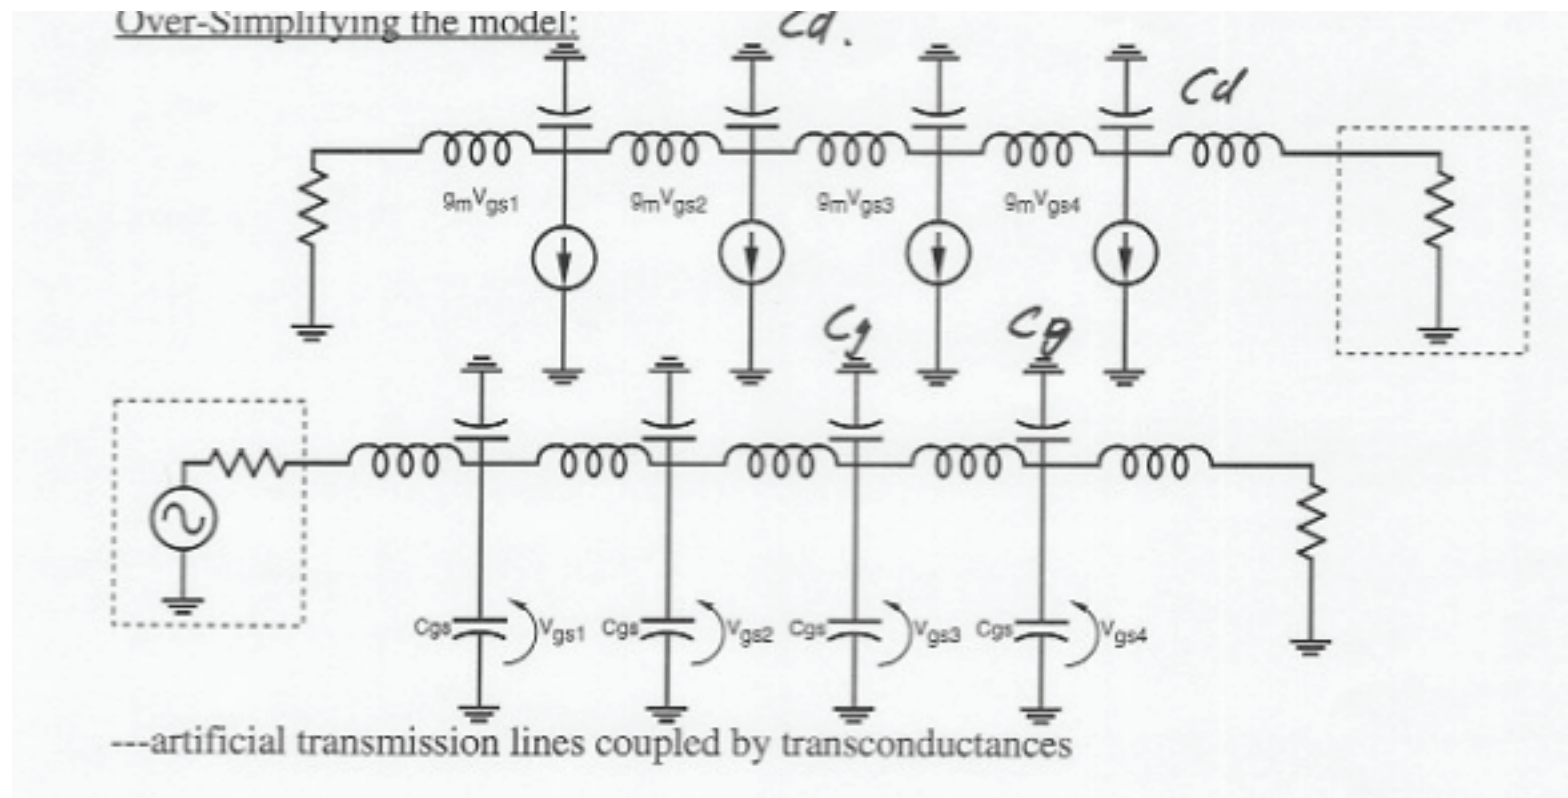 Over-Simplifying the model:
Cd.
Cd
gmVgs1 gmVgs2 gmVgs3 gmVgs4
Cg Cg
Cgs Vgs1 Cgs Vgs2 Cgs Vgs3 Cgs Vgs4
---artificial transmission lines coupled by transconductances